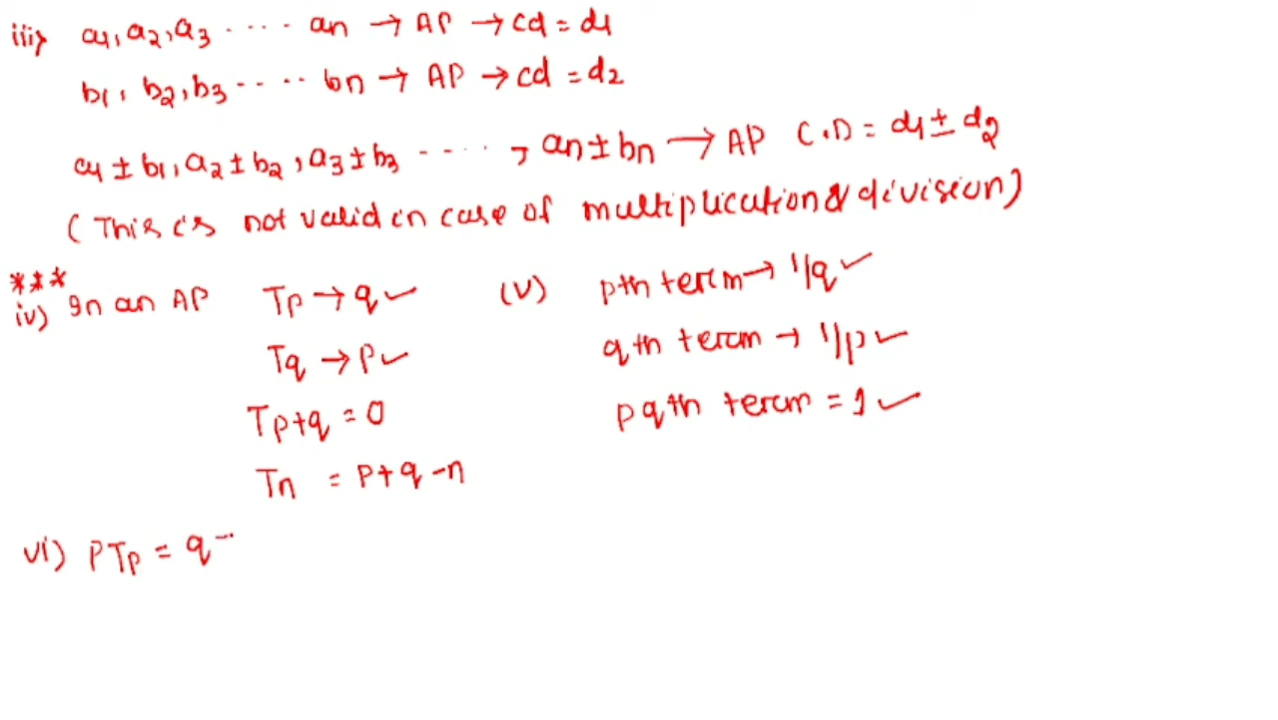 iii) a1, a2, a3 ····· an → AP → cd = d1
b1, b2, b3 ····· bn → AP → cd = d2
a1 ± b1, a2 ± b2, a3 ± b3 ·····, an ± bn → AP C.D = d1 ± d2
(This is not valid in case of multiplication & division)
***
iv) In an AP Tp → q ✓
Tq → p ✓
Tp+q = 0
Tn = p+q-n
(v) pth term → 1/q ✓
qth term → 1/p ✓
pqth term = 1 ✓
vi) PTp = q